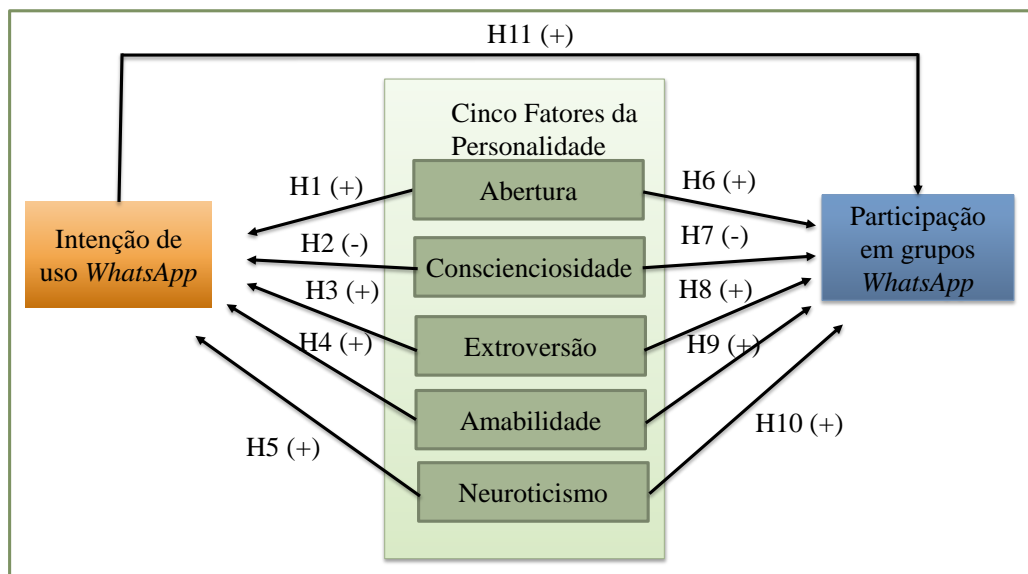 H11 (+)
Cinco Fatores da
Personalidade
H1 (+)
Abertura
H6 (+)
Intenção de
uso WhatsApp
H2 (-)
Conscienciosidade
H7 (-)
Participação
em grupos
WhatsApp
H3 (+)
H8 (+)
H4 (+)
Extroversão
H9 (+)
Amabilidade
H5 (+)
H10 (+)
Neuroticismo